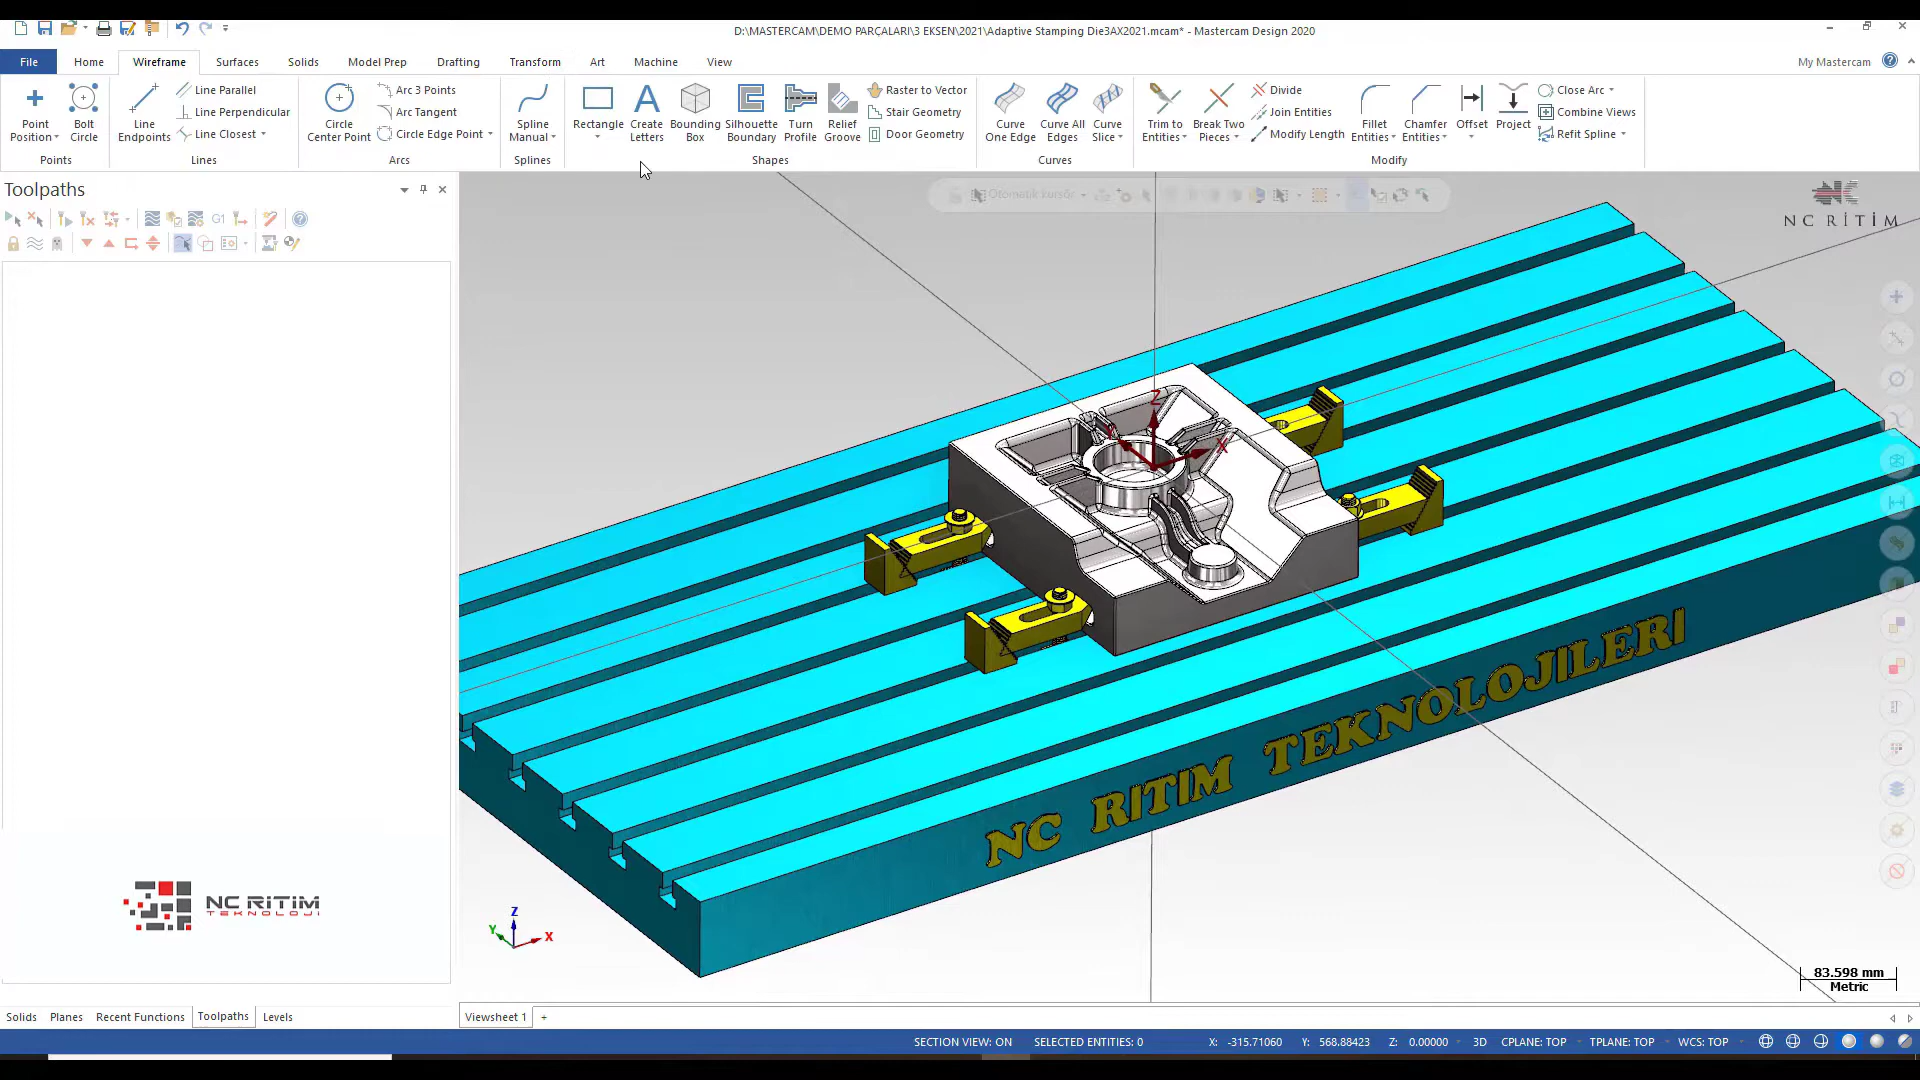 D:\MASTERCAM\DEMO PARÇALARI\3 EKSEN\2021\Adaptive Stamping Die3AX2021.mcam* - Mastercam Design 2020
File Home Wireframe Surfaces Solids Model Prep Drafting Transform Art Machine View My Mastercam
Point Position
Bolt Circle
Points
Line Endpoints
Line Parallel
Line Perpendicular
Line Closest
Lines
Circle Center Point
Arc 3 Points
Arc Tangent
Circle Edge Point
Arcs
Spline Manual
Splines
Rectangle
Create Letters
Bounding Box
Silhouette Boundary
Turn Profile
Relief Groove
Raster to Vector
Stair Geometry
Door Geometry
Shapes
Curve One Edge
Curve All Edges
Curve Slice
Curves
Trim to Entities
Break Two Pieces
Divide
Join Entities
Modify Length
Fillet Entities
Chamfer Entities
Offset
Project
Close Arc
Combine Views
Refit Spline
Modify
Toolpaths
G1
Otomatik kursör
NC RİTİM
Z
X
NC RITIM TEKNOLOJILERI
NC RİTİM
TEKNOLOJİ
Z
Y
X
83.598 mm
Metric
Solids Planes Recent Functions Toolpaths Levels
Viewsheet 1 +
SECTION VIEW: ON SELECTED ENTITIES: 0 X: -315.71060 Y: 568.88423 Z: 0.00000 3D CPLANE: TOP TPLANE: TOP WCS: TOP